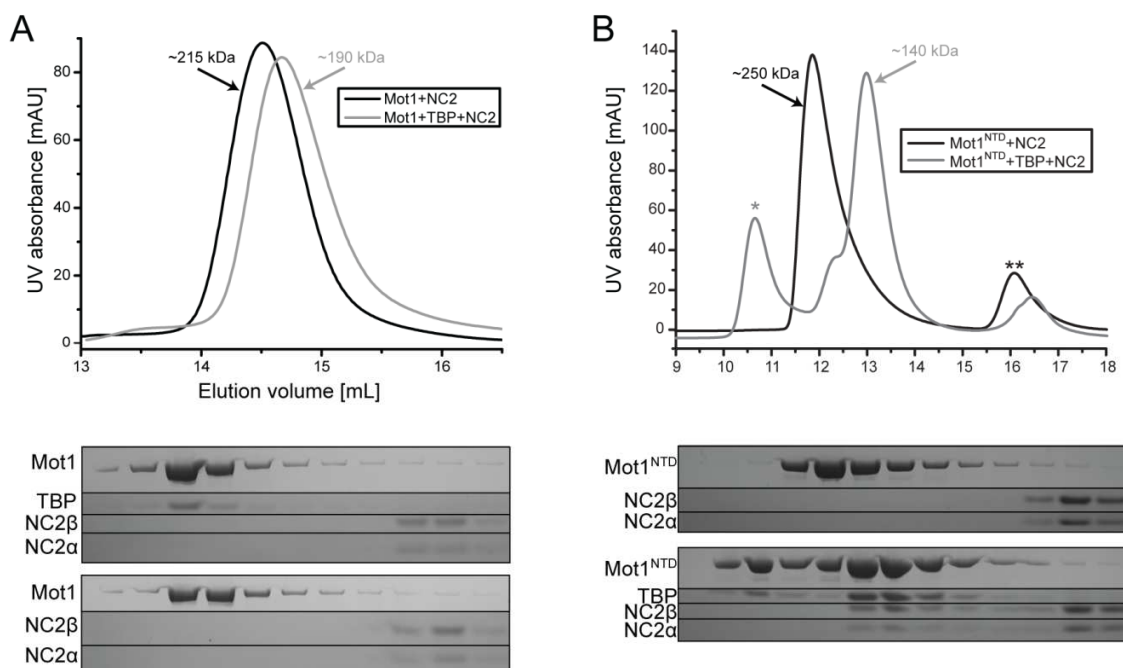 A
~215 kDa
~190 kDa
Mot1+NC2
Mot1+TBP+NC2
UV absorbance [mAU]
80
60
40
20
0
13
14
15
16
Elution volume [mL]
Mot1
TBP
NC2β
NC2α
Mot1
NC2β
NC2α
B
~250 kDa
~140 kDa
Mot1NTD+NC2
Mot1NTD+TBP+NC2
*
**
UV absorbance [mAU]
140
120
100
80
60
40
20
0
9
10
11
12
13
14
15
16
17
18
Mot1NTD
NC2β
NC2α
Mot1NTD
TBP
NC2β
NC2α